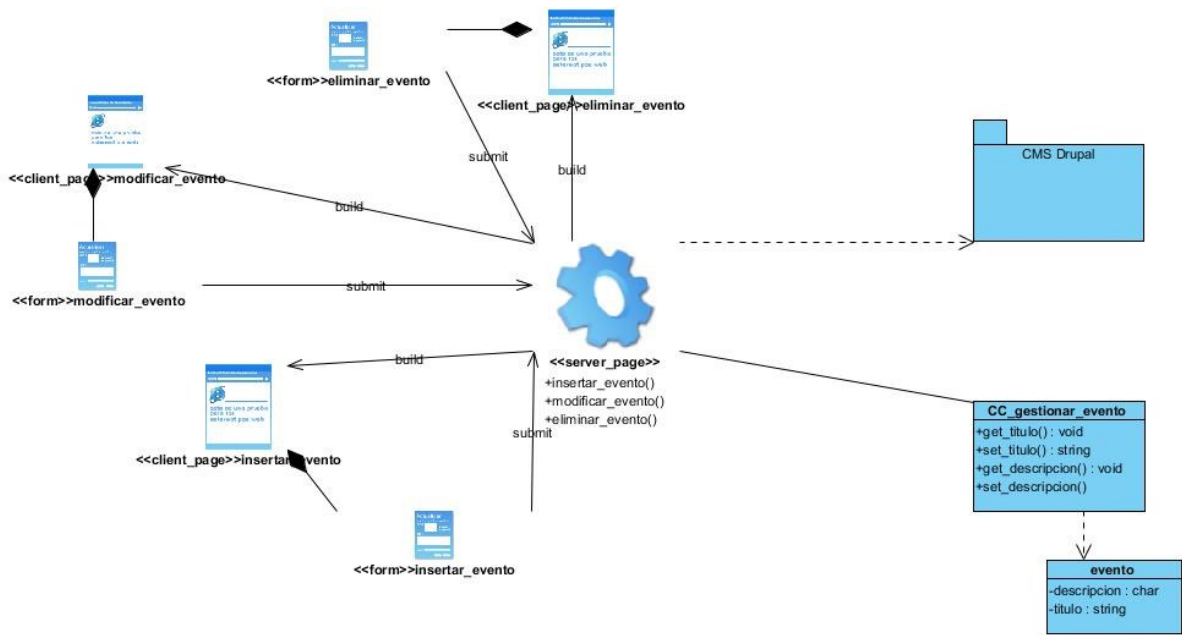 <<form>>eliminar_evento
<<client_page>>eliminar_evento
<<client_page>>modificar_evento
submit
build
CMS Drupal
build
<<form>>modificar_evento
submit
build
<<server_page>>
+insertar_evento()
+modificar_evento()
+eliminar_evento()
submit
<<client_page>>insertar_evento
<<form>>insertar_evento
CC_gestionar_evento
+get_titulo() : void
+set_titulo() : string
+get_descripcion() : void
+set_descripcion()
evento
-descripcion : char
-titulo : string